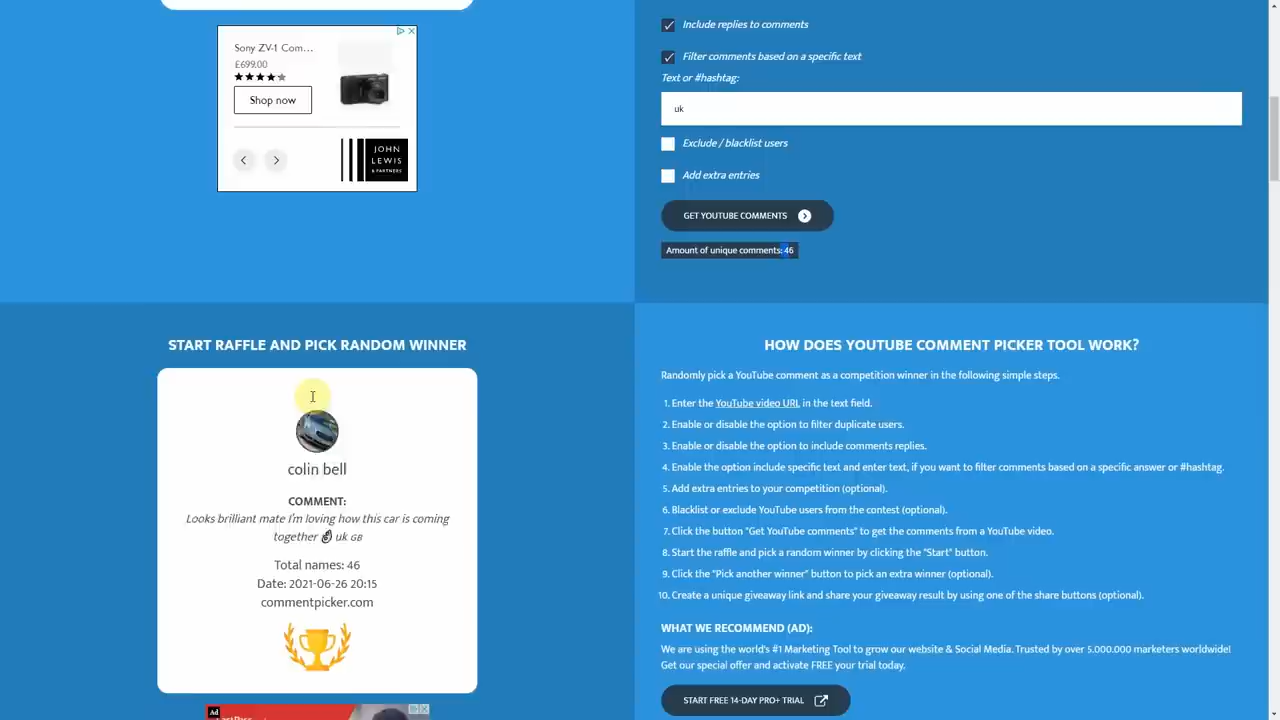 Sony ZV-1 Com...
£699.00
Shop now
JOHN
LEWIS
& PARTNERS
Include replies to comments
Filter comments based on a specific text
Text or #hashtag:
uk
Exclude / blacklist users
Add extra entries
GET YOUTUBE COMMENTS
Amount of unique comments: 46
START RAFFLE AND PICK RANDOM WINNER
colin bell
COMMENT:
Looks brilliant mate I'm loving how this car is coming
together ✌ uk GB
Total names: 46
Date: 2021-06-26 20:15
commentpicker.com
Ad
HOW DOES YOUTUBE COMMENT PICKER TOOL WORK?
Randomly pick a YouTube comment as a competition winner in the following simple steps.
1. Enter the YouTube video URL in the text field.
2. Enable or disable the option to filter duplicate users.
3. Enable or disable the option to include comments replies.
4. Enable the option include specific text and enter text, if you want to filter comments based on a specific answer or #hashtag.
5. Add extra entries to your competition (optional).
6. Blacklist or exclude YouTube users from the contest (optional).
7. Click the button "Get YouTube comments" to get the comments from a YouTube video.
8. Start the raffle and pick a random winner by clicking the "Start" button.
9. Click the "Pick another winner" button to pick an extra winner (optional).
10. Create a unique giveaway link and share your giveaway result by using one of the share buttons (optional).
WHAT WE RECOMMEND (AD):
We are using the world's #1 Marketing Tool to grow our website & Social Media. Trusted by over 5.000.000 marketers worldwide!
Get our special offer and activate FREE your trial today.
START FREE 14-DAY PRO+ TRIAL